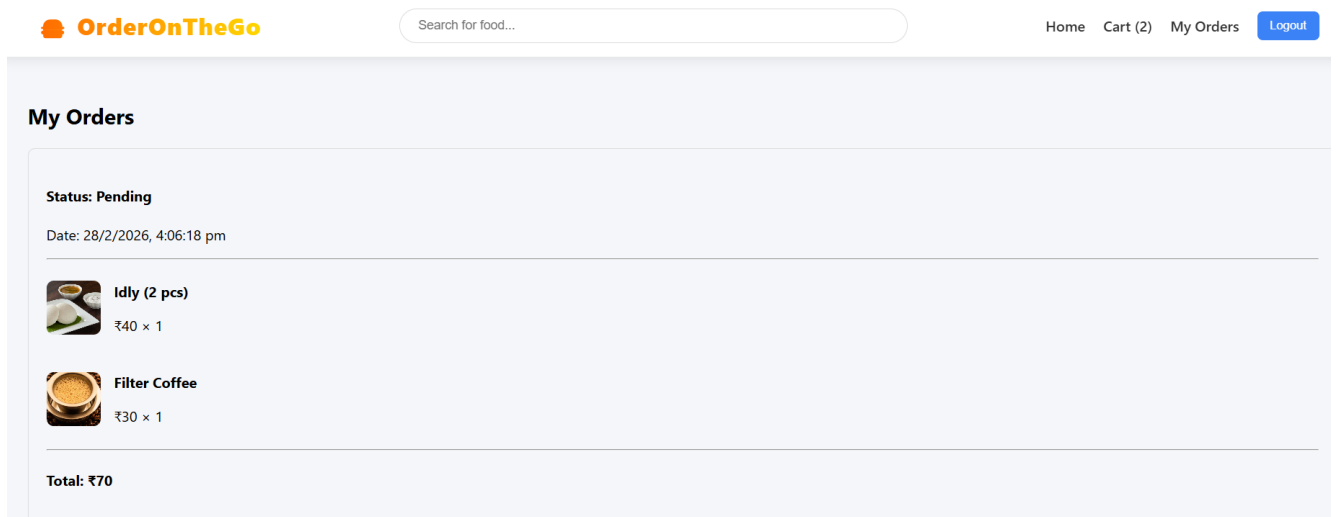 OrderOnTheGo
Search for food...
Home Cart (2) My Orders Logout
My Orders
Status: Pending
Date: 28/2/2026, 4:06:18 pm
Idly (2 pcs)
₹40 × 1
Filter Coffee
₹30 × 1
Total: ₹70